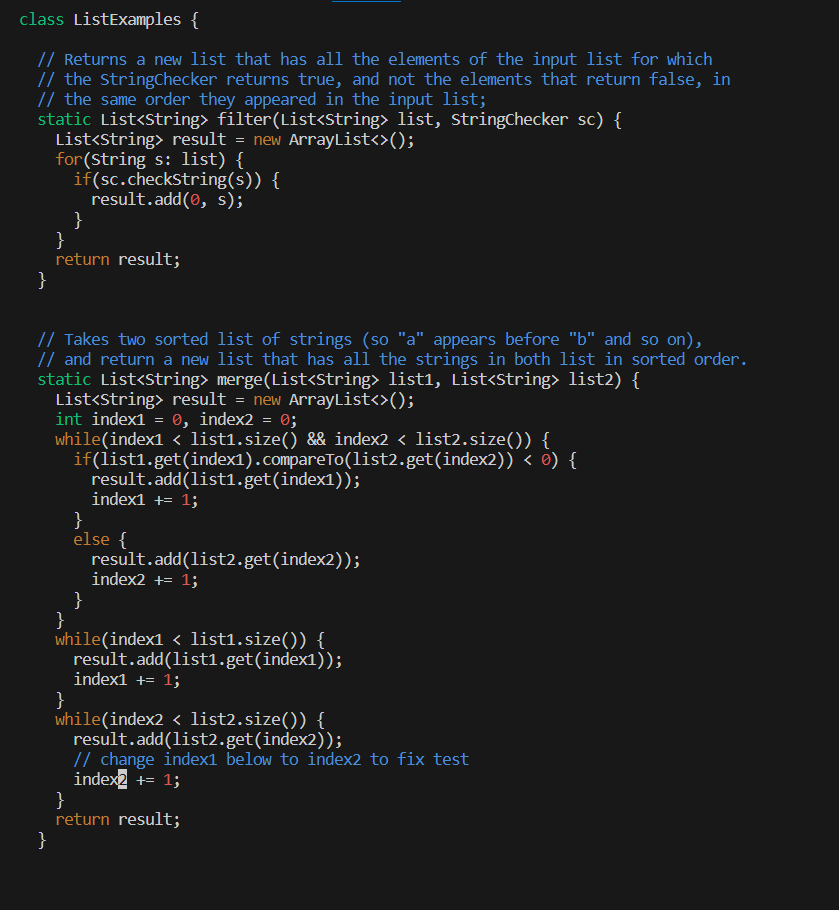 class ListExamples {

  // Returns a new list that has all the elements of the input list for which
  // the StringChecker returns true, and not the elements that return false, in
  // the same order they appeared in the input list;
  static List<String> filter(List<String> list, StringChecker sc) {
    List<String> result = new ArrayList<>();
    for(String s: list) {
      if(sc.checkString(s)) {
        result.add(0, s);
      }
    }
    return result;
  }


  // Takes two sorted list of strings (so "a" appears before "b" and so on),
  // and return a new list that has all the strings in both list in sorted order.
  static List<String> merge(List<String> list1, List<String> list2) {
    List<String> result = new ArrayList<>();
    int index1 = 0, index2 = 0;
    while(index1 < list1.size() && index2 < list2.size()) {
      if(list1.get(index1).compareTo(list2.get(index2)) < 0) {
        result.add(list1.get(index1));
        index1 += 1;
      }
      else {
        result.add(list2.get(index2));
        index2 += 1;
      }
    }
    while(index1 < list1.size()) {
      result.add(list1.get(index1));
      index1 += 1;
    }
    while(index2 < list2.size()) {
      result.add(list2.get(index2));
      // change index1 below to index2 to fix test
      index2 += 1;
    }
    return result;
  }